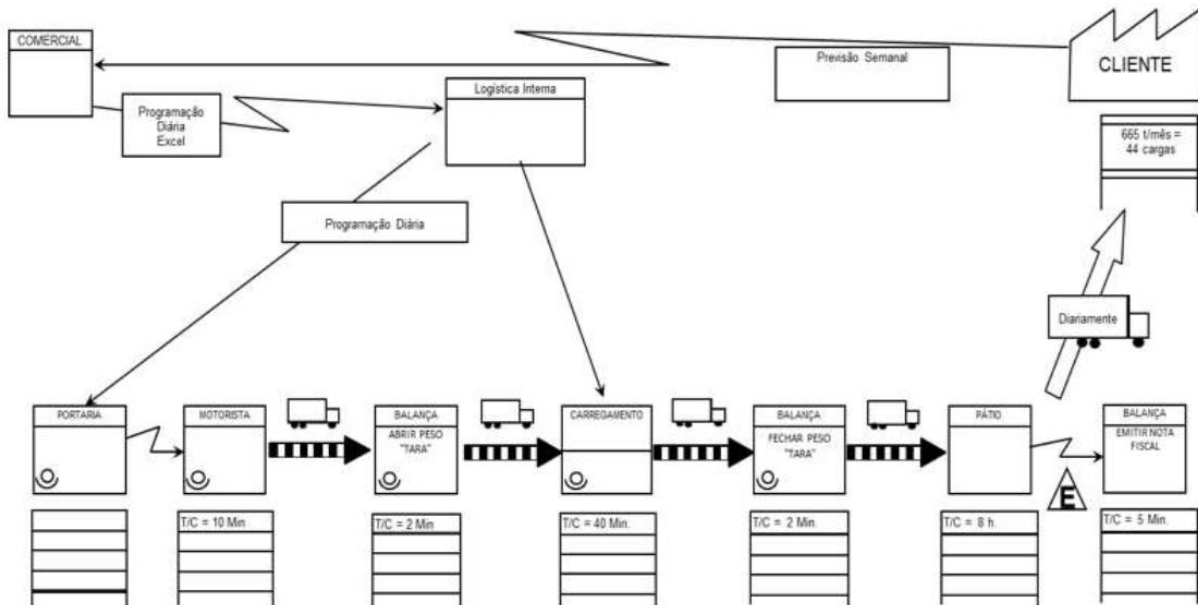 COMERCIAL
Previsão Semanal
CLIENTE
Programação
Diária
Excel
Logística Interna
665 t/mês =
44 cargas
Programação Diária
Diariamente
PORTARIA
MOTORISTA
BALANÇA
ABRIR PESO
"TARA"
CARREGAMENTO
BALANÇA
FECHAR PESO
"TARA"
PÁTIO
BALANÇA
EMITIR NOTA
FISCAL
E
T/C = 10 Min
T/C = 2 Min
T/C = 40 Min.
T/C = 2 Min.
T/C = 8 h.
T/C = 5 Min.